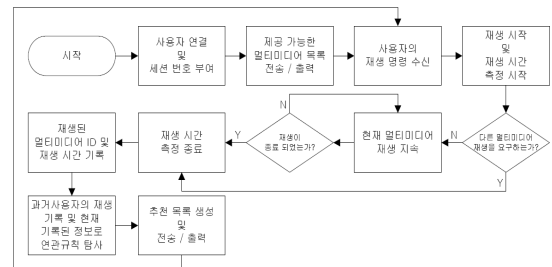 시작
사용자 연결
및
세션 번호 부여
제공 가능한
멀티미디어 목록
전송 / 출력
사용자의
재생 명령 수신
재생 시작
및
재생 시간
측정 시작
다른 멀티미디어
재생을 요구하는가?
N
Y
현재 멀티미디어
재생 지속
재생이
종료 되었는가?
N
Y
재생 시간
측정 종료
재생된
멀티미디어 ID 및
재생 시간 기록
과거사용자의 재생
기록 및 현재
기록된 정보로
연관규칙 탐사
추천 목록 생성
및
전송 / 출력